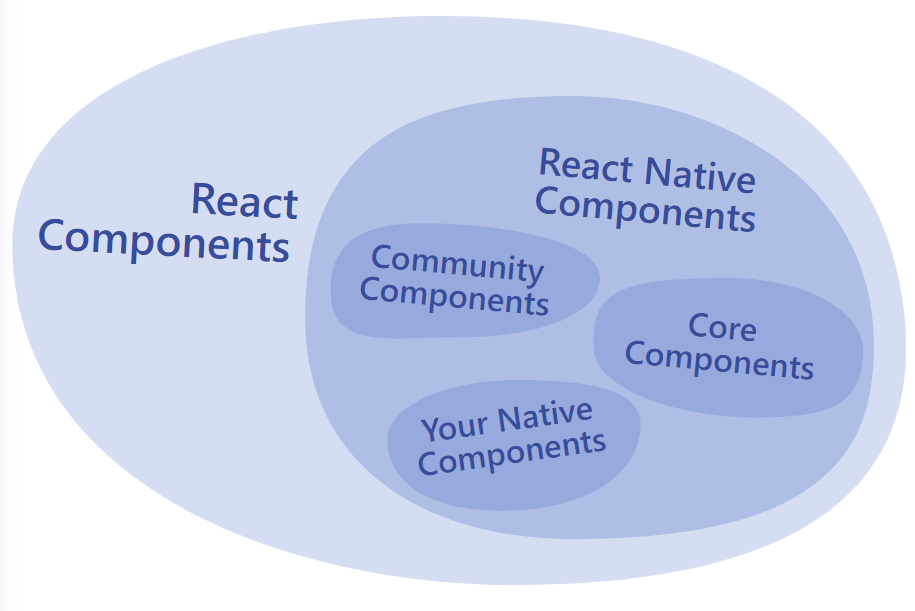 React
Components
React Native
Components
Community
Components
Core
Components
Your Native
Components